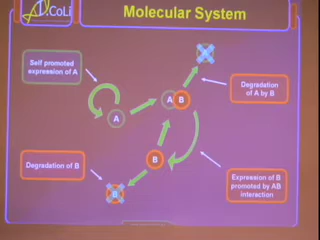 .CoLi
Molecular System
Self promoted
expression of A
A
A B
Degradation
of A by B
B
Degradation of B
B
Expression of B
promoted by AB
interaction